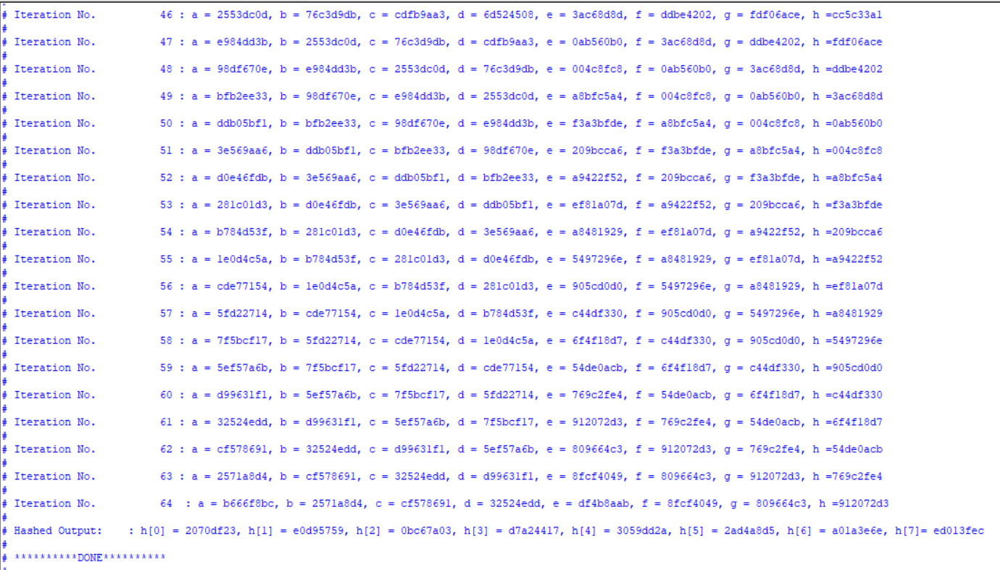 # Iteration No. 46 : a = 2553dc0d, b = 76c3d9db, c = cdfb9aa3, d = 6d524508, e = 3ac68d8d, f = ddbe4202, g = fdf06ace, h =cc5c33a1
#
# Iteration No. 47 : a = e984dd3b, b = 2553dc0d, c = 76c3d9db, d = cdfb9aa3, e = 0ab560b0, f = 3ac68d8d, g = ddbe4202, h =fdf06ace
#
# Iteration No. 48 : a = 98df670e, b = e984dd3b, c = 2553dc0d, d = 76c3d9db, e = 004c8fc8, f = 0ab560b0, g = 3ac68d8d, h =ddbe4202
#
# Iteration No. 49 : a = bfb2ee33, b = 98df670e, c = e984dd3b, d = 2553dc0d, e = a8bfc5a4, f = 004c8fc8, g = 0ab560b0, h =3ac68d8d
#
# Iteration No. 50 : a = ddb05bf1, b = bfb2ee33, c = 98df670e, d = e984dd3b, e = f3a3bfde, f = a8bfc5a4, g = 004c8fc8, h =0ab560b0
#
# Iteration No. 51 : a = 3e569aa6, b = ddb05bf1, c = bfb2ee33, d = 98df670e, e = 209bcca6, f = f3a3bfde, g = a8bfc5a4, h =004c8fc8
#
# Iteration No. 52 : a = d0e46fdb, b = 3e569aa6, c = ddb05bf1, d = bfb2ee33, e = a9422f52, f = 209bcca6, g = f3a3bfde, h =a8bfc5a4
#
# Iteration No. 53 : a = 281c01d3, b = d0e46fdb, c = 3e569aa6, d = ddb05bf1, e = ef81a07d, f = a9422f52, g = 209bcca6, h =f3a3bfde
#
# Iteration No. 54 : a = b784d53f, b = 281c01d3, c = d0e46fdb, d = 3e569aa6, e = a8481929, f = ef81a07d, g = a9422f52, h =209bcca6
#
# Iteration No. 55 : a = 1e0d4c5a, b = b784d53f, c = 281c01d3, d = d0e46fdb, e = 5497296e, f = a8481929, g = ef81a07d, h =a9422f52
#
# Iteration No. 56 : a = cde77154, b = 1e0d4c5a, c = b784d53f, d = 281c01d3, e = 905cd0d0, f = 5497296e, g = a8481929, h =ef81a07d
#
# Iteration No. 57 : a = 5fd22714, b = cde77154, c = 1e0d4c5a, d = b784d53f, e = c44df330, f = 905cd0d0, g = 5497296e, h =a8481929
#
# Iteration No. 58 : a = 7f5bcf17, b = 5fd22714, c = cde77154, d = 1e0d4c5a, e = 6f4f18d7, f = c44df330, g = 905cd0d0, h =5497296e
#
# Iteration No. 59 : a = 5ef57a6b, b = 7f5bcf17, c = 5fd22714, d = cde77154, e = 54de0acb, f = 6f4f18d7, g = c44df330, h =905cd0d0
#
# Iteration No. 60 : a = d99631f1, b = 5ef57a6b, c = 7f5bcf17, d = 5fd22714, e = 769c2fe4, f = 54de0acb, g = 6f4f18d7, h =c44df330
#
# Iteration No. 61 : a = 32524edd, b = d99631f1, c = 5ef57a6b, d = 7f5bcf17, e = 912072d3, f = 769c2fe4, g = 54de0acb, h =6f4f18d7
#
# Iteration No. 62 : a = cf578691, b = 32524edd, c = d99631f1, d = 5ef57a6b, e = 809664c3, f = 912072d3, g = 769c2fe4, h =54de0acb
#
# Iteration No. 63 : a = 2571a8d4, b = cf578691, c = 32524edd, d = d99631f1, e = 8fcf4049, f = 809664c3, g = 912072d3, h =769c2fe4
#
# Iteration No. 64 : a = b666f8bc, b = 2571a8d4, c = cf578691, d = 32524edd, e = df4b8aab, f = 8fcf4049, g = 809664c3, h =912072d3
#
# Hashed Output: : h[0] = 2070df23, h[1] = e0d95759, h[2] = 0bc67a03, h[3] = d7a24417, h[4] = 3059dd2a, h[5] = 2ad4a8d5, h[6] = a01a3e6e, h[7]= ed013fec
#
# **********DONE**********